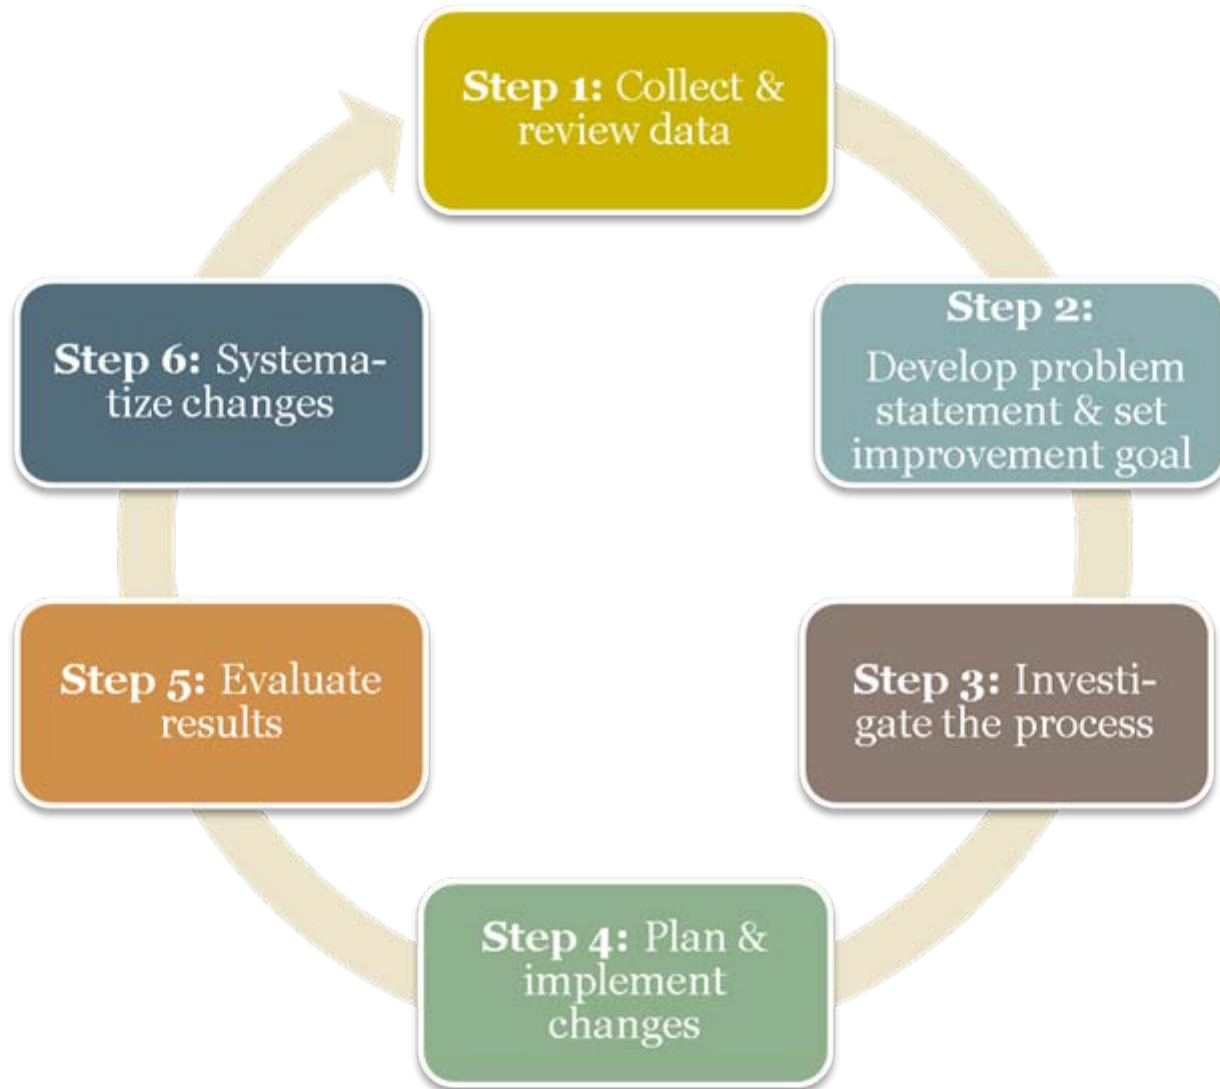 Step 1: Collect &
review data
Step 2:
Develop problem
statement & set
improvement goal
Step 3: Investi-
gate the process
Step 4: Plan &
implement
changes
Step 5: Evaluate
results
Step 6: Systema-
tize changes